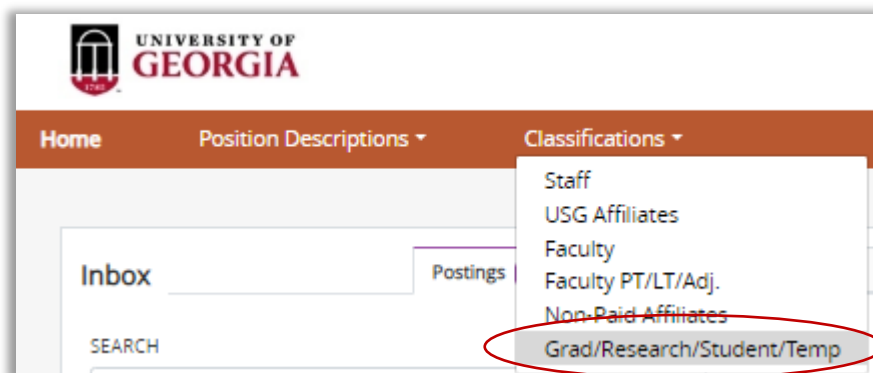 UNIVERSITY OF
GEORGIA
1785
Home Position Descriptions Classifications
Staff
USG Affiliates
Faculty
Inbox Postings Faculty PT/LT/Adj.
Non-Paid Affiliates
SEARCH Grad/Research/Student/Temp